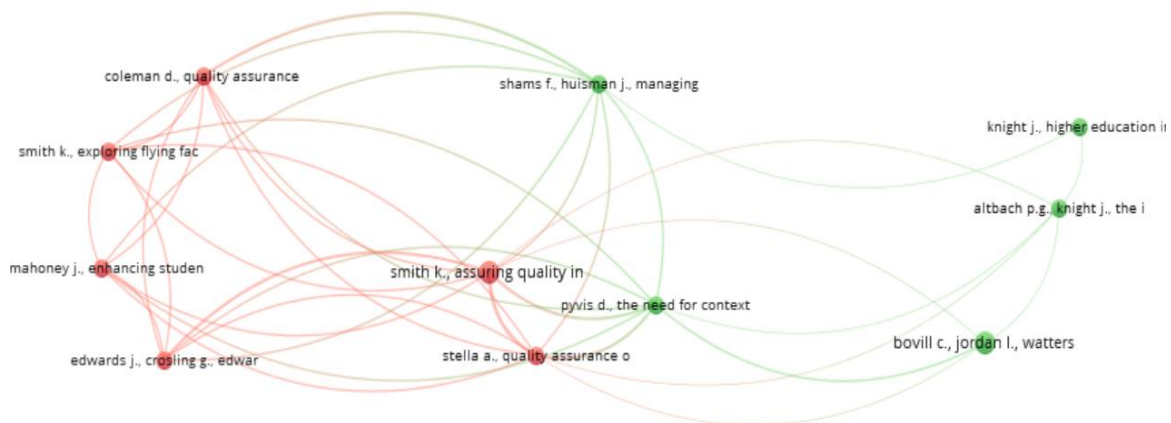 coleman d., quality assurance
shams f., huisman j., managing
knight j., higher education in
smith k., exploring flying fac
altbach p.g., knight j., the i
mahoney j., enhancing studen
smith k., assuring quality in
pyvis d., the need for context
bovill c., jordan l., watters
stella a., quality assurance o
edwards j., crosling g., edwar